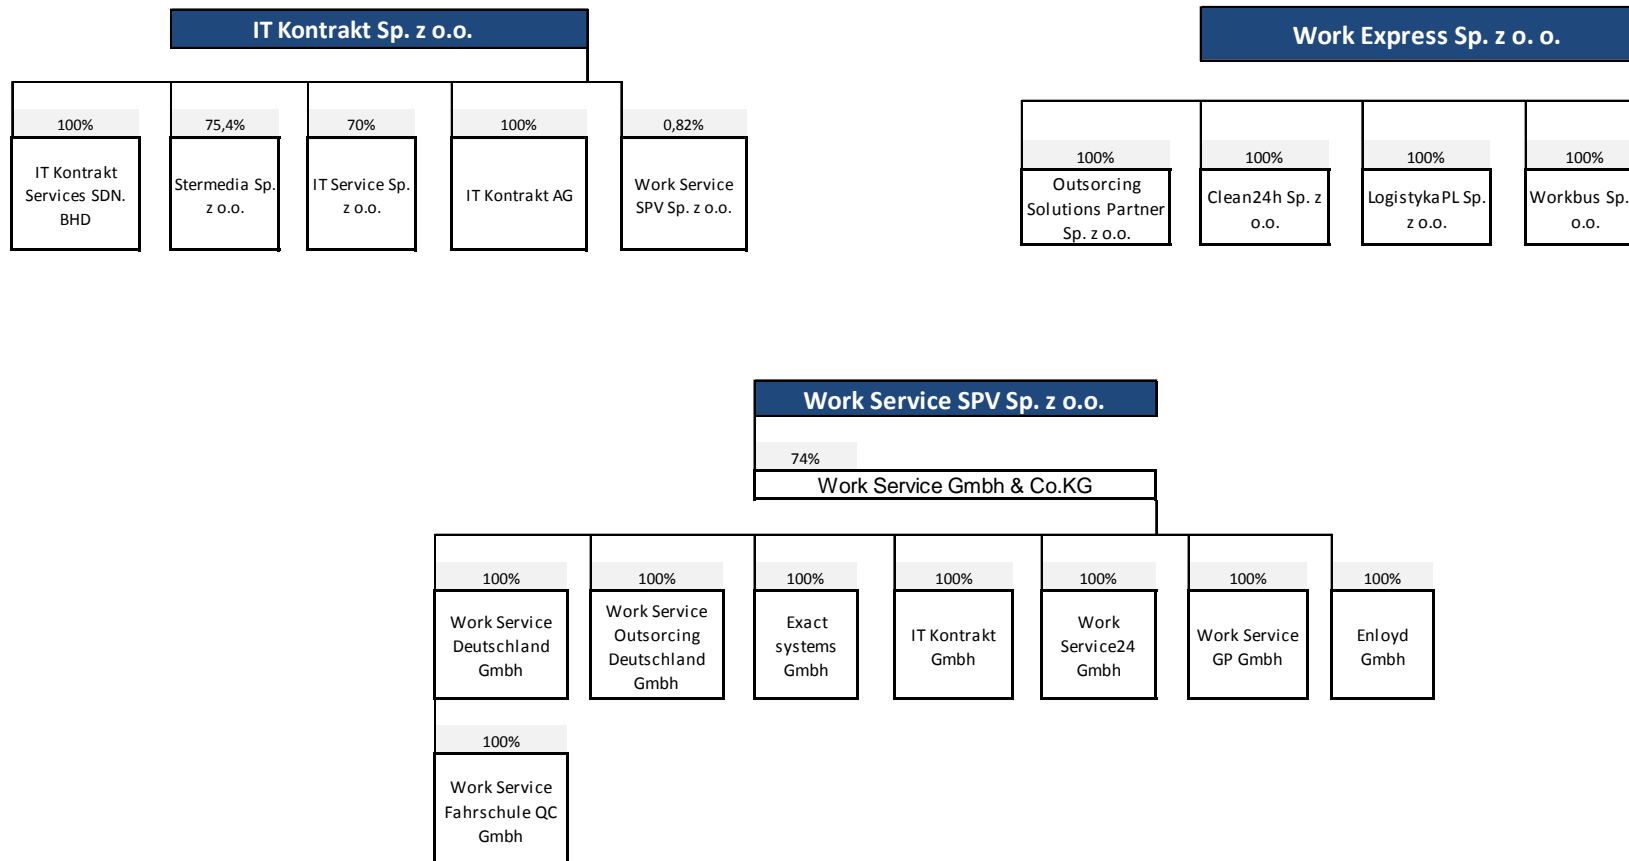 IT Kontrakt Sp. z o.o.
100%
75,4%
70%
100%
0,82%
IT Kontrakt
Services SDN.
BHD
Stermedia Sp.
z o.o.
IT Service Sp.
z o.o.
IT Kontrakt AG
Work Service
SPV Sp. z o.o.
Work Express Sp. z o. o.
100%
100%
100%
100%
Outsorcing
Solutions Partner
Sp. z o.o.
Clean24h Sp. z
o.o.
LogistykaPL Sp.
z o.o.
Workbus Sp.
o.o.
Work Service SPV Sp. z o.o.
74%
Work Service Gmbh & Co.KG
100%
100%
100%
100%
100%
100%
100%
Work Service
Deutschland
Gmbh
Work Service
Outsorcing
Deutschland
Gmbh
Exact
systems
Gmbh
IT Kontrakt
Gmbh
Work
Service24
Gmbh
Work Service
GP Gmbh
Enloyd
Gmbh
100%
Work Service
Fahrschule QC
Gmbh